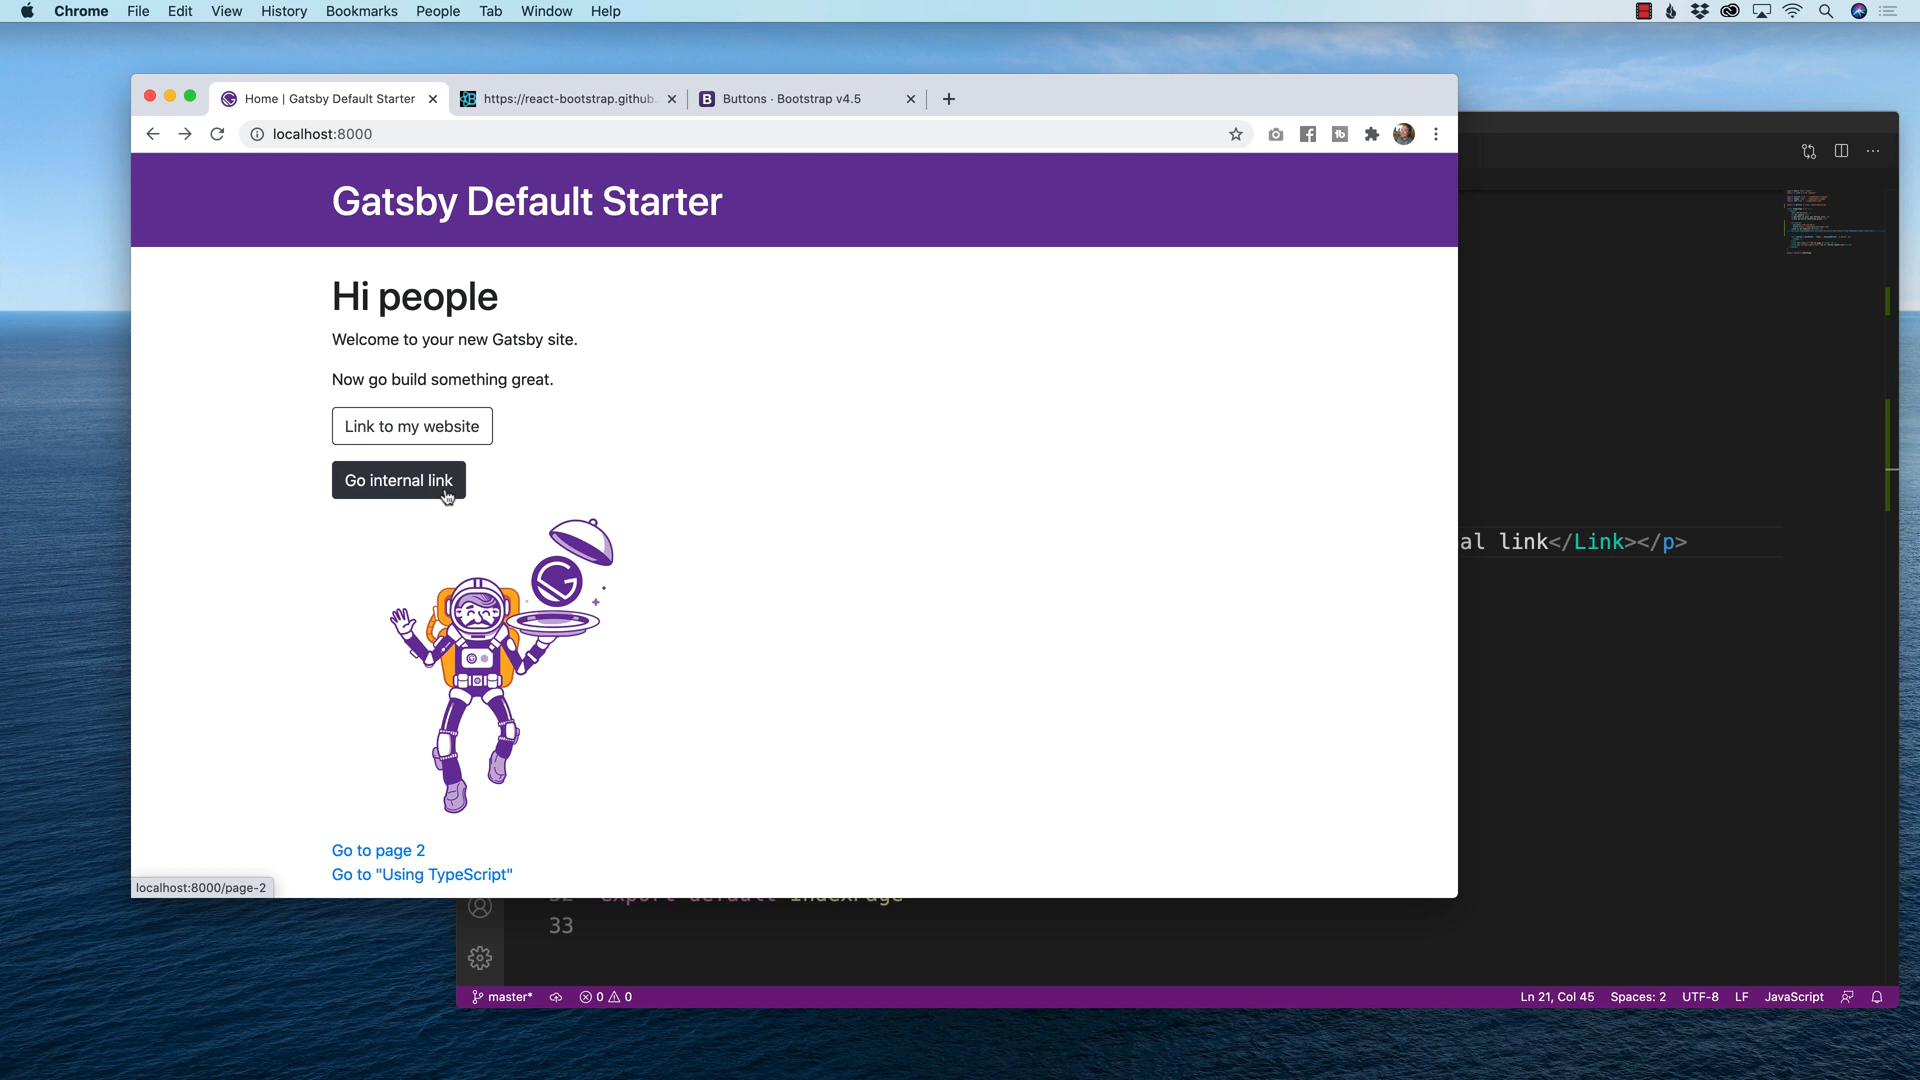 Chrome File Edit View History Bookmarks People Tab Window Help
Home | Gatsby Default Starter https://react-bootstrap.github. Buttons · Bootstrap v4.5
localhost:8000
Gatsby Default Starter
Hi people
Welcome to your new Gatsby site.
Now go build something great.
Link to my website
Go internal link
al link</Link></p>
Go to page 2
Go to "Using TypeScript"
localhost:8000/page-2
33
master* 0 0 Ln 21, Col 45 Spaces: 2 UTF-8 LF JavaScript